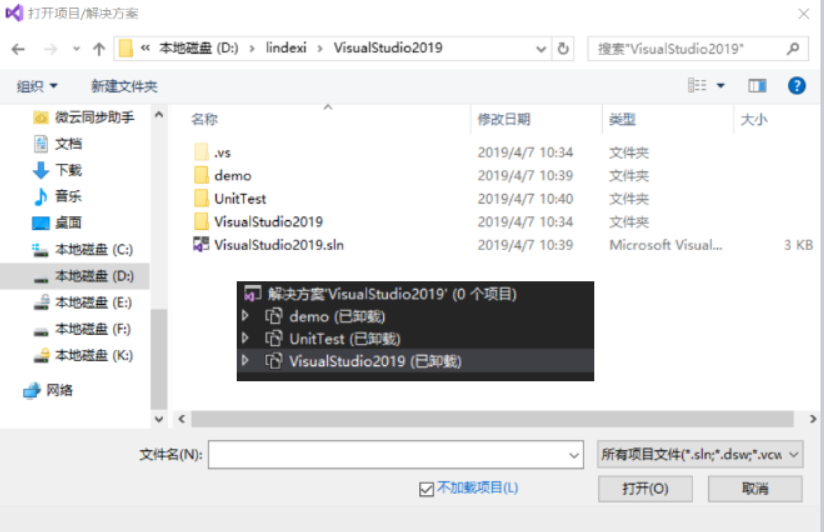 打开项目/解决方案
« 本地磁盘 (D:) › lindexi › VisualStudio2019
搜索"VisualStudio2019"
组织 新建文件夹
微云同步助手
文档
下载
音乐
桌面
本地磁盘 (C:)
本地磁盘 (D:)
本地磁盘 (E:)
本地磁盘 (F:)
本地磁盘 (K:)
网络
名称 修改日期 类型 大小
.vs 2019/4/7 10:34 文件夹
demo 2019/4/7 10:39 文件夹
UnitTest 2019/4/7 10:40 文件夹
VisualStudio2019 2019/4/7 10:34 文件夹
VisualStudio2019.sln 2019/4/7 10:39 Microsoft Visual... 3 KB
解决方案'VisualStudio2019' (0 个项目)
demo (已卸载)
UnitTest (已卸载)
VisualStudio2019 (已卸载)
文件名(N):
所有项目文件(*.sln;*.dsw;*.vcw
不加载项目(L)
打开(O) 取消